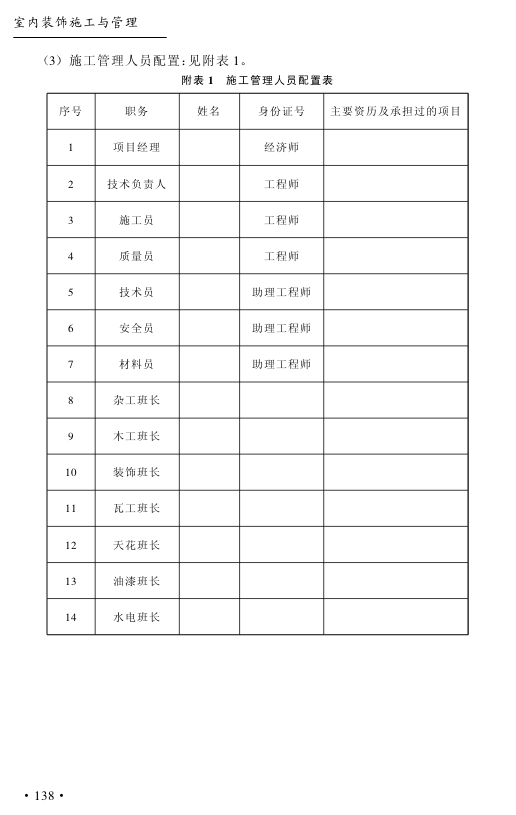 室内装饰施工与管理
（3）施工管理人员配置:见附表 1。
附表 1 施工管理人员配置表
序号 职务 姓名 身份证号 主要资历及承担过的项目
1 项目经理 经济师
2 技术负责人 工程师
3 施工员 工程师
4 质量员 工程师
5 技术员 助理工程师
6 安全员 助理工程师
7 材料员 助理工程师
8 杂工班长
9 木工班长
10 装饰班长
11 瓦工班长
12 天花班长
13 油漆班长
14 水电班长
· 138 ·